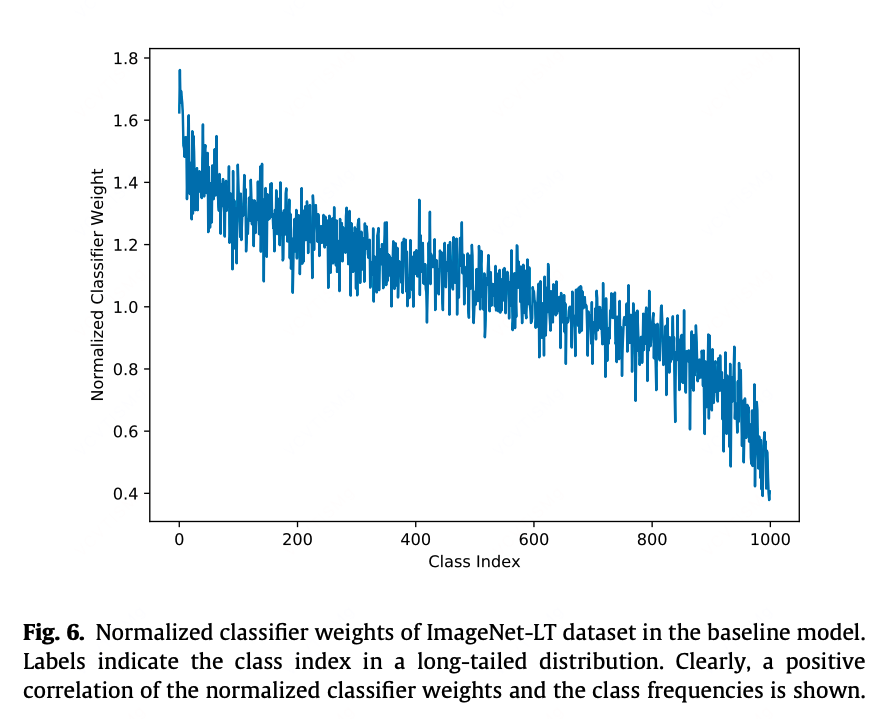 1.8
1.6
1.4
1.2
1.0
0.8
0.6
0.4
Normalized Classifier Weight
0 200 400 600 800 1000
Class Index
Fig. 6. Normalized classifier weights of ImageNet-LT dataset in the baseline model.
Labels indicate the class index in a long-tailed distribution. Clearly, a positive
correlation of the normalized classifier weights and the class frequencies is shown.